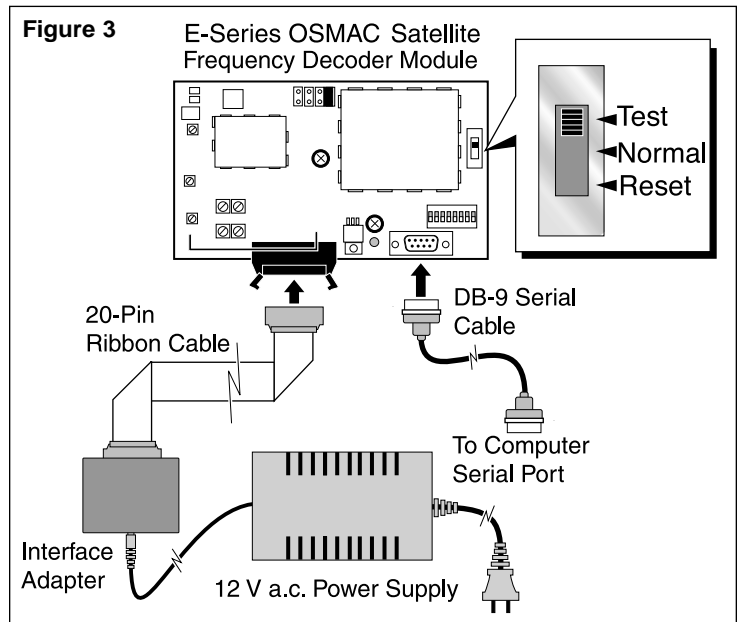 Figure 3
E-Series OSMAC Satellite
Frequency Decoder Module
Test
Normal
Reset
20-Pin
Ribbon Cable
DB-9 Serial
Cable
To Computer
Serial Port
Interface
Adapter
12 V a.c. Power Supply